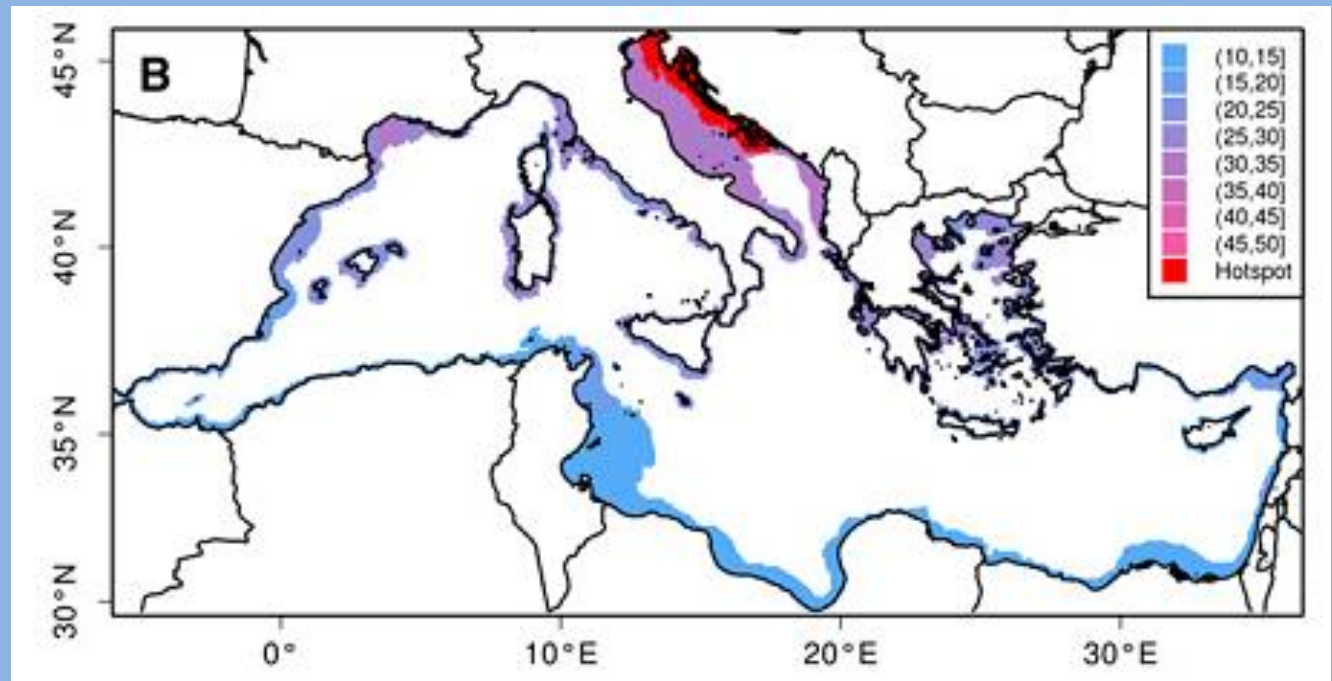 B
(10,15]
(15,20]
(20,25]
(25,30]
(30,35]
(35,40]
(40,45]
(45,50]
Hotspot
45°N
40°N
35°N
30°N
0°
10°E
20°E
30°E